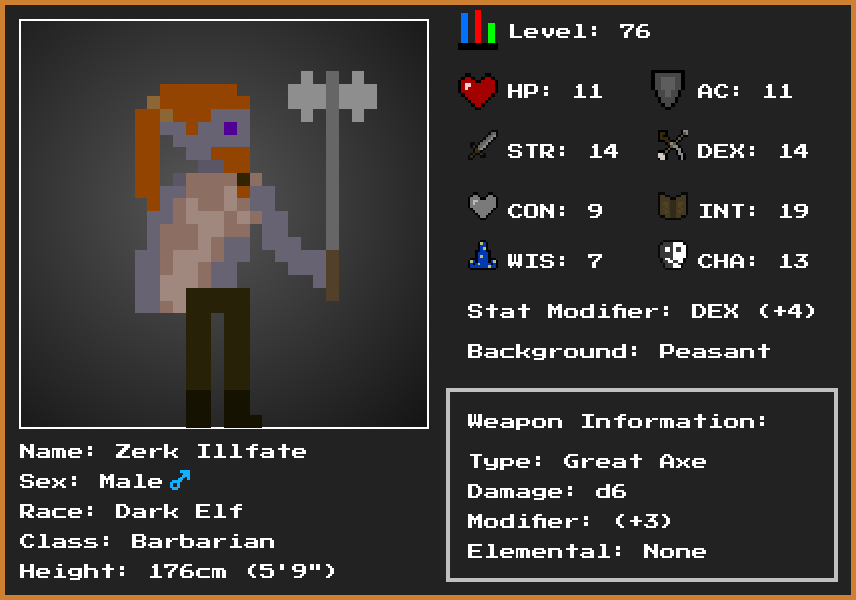 Level: 76
HP: 11
AC: 11
STR: 14
DEX: 14
CON: 9
INT: 19
WIS: 7
CHA: 13
Stat Modifier: DEX (+4)
Background: Peasant
Weapon Information:
Type: Great Axe
Damage: d6
Modifier: (+3)
Elemental: None
Name: Zerk Illfate
Sex: Male ♂
Race: Dark Elf
Class: Barbarian
Height: 176cm (5'9")